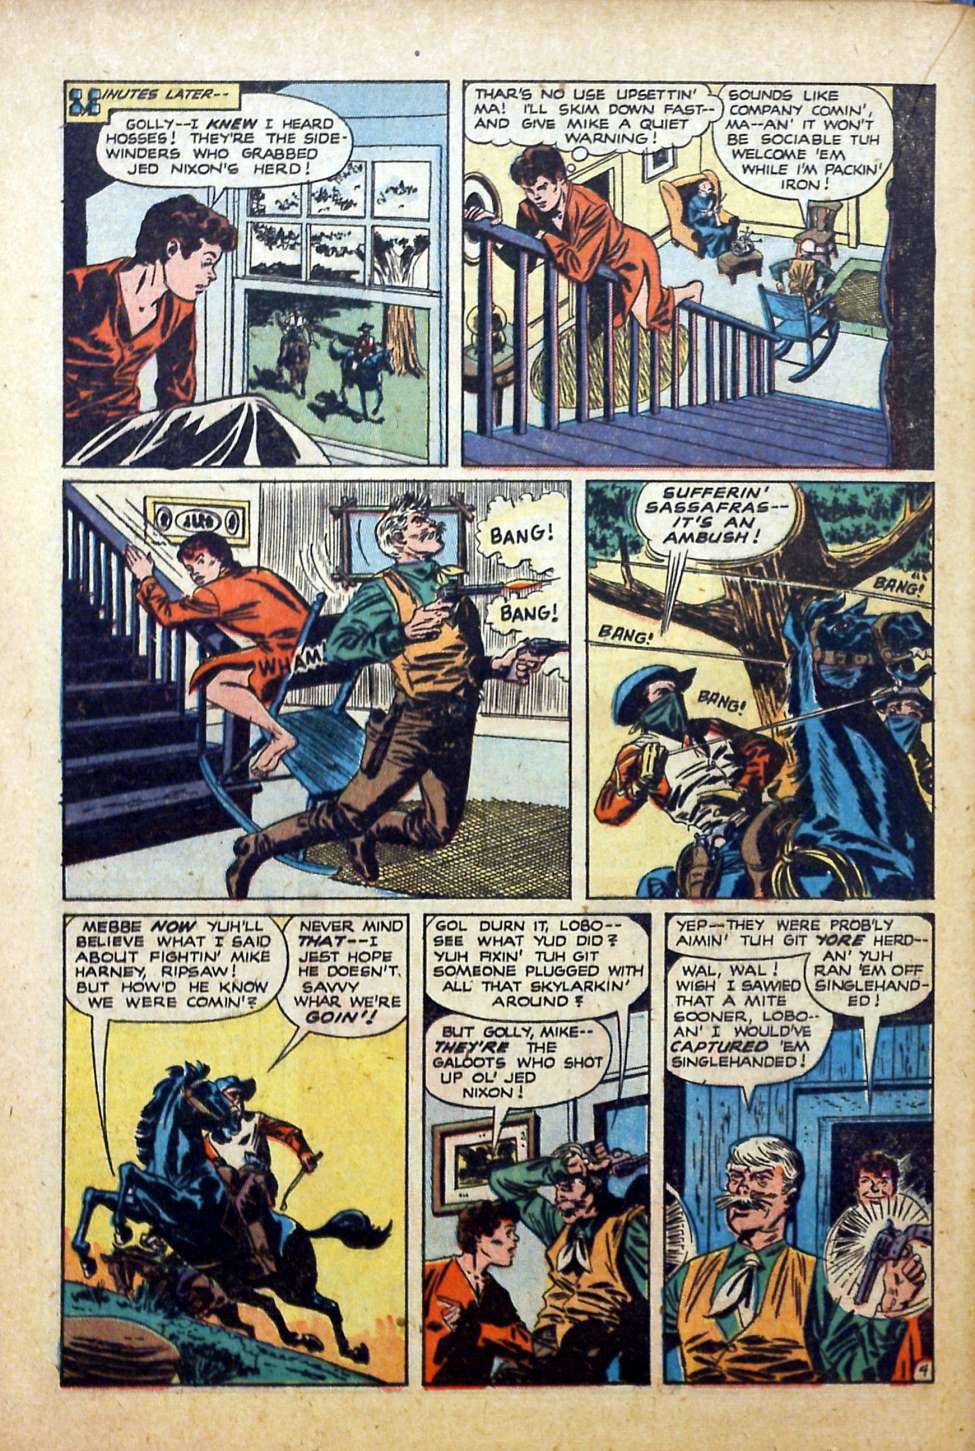 MINUTES LATER--
GOLLY--I KNEW I HEARD
HOSSES! THEY'RE THE SIDE-
WINDERS WHO GRABBED
JED NIXON'S HERD!
THAR'S NO USE UPSETTIN'
MA! I'LL SKIM DOWN FAST--
AND GIVE MIKE A QUIET
WARNING!
SOUNDS LIKE
COMPANY COMIN',
MA--AN' IT WON'T
BE SOCIABLE TUH
WELCOME 'EM
WHILE I'M PACKIN'
IRON!
WHAM!
BANG!
BANG!
SUFFERIN'
SASSAFRAS--
IT'S AN
AMBUSH!
BANG!
BANG!
BANG!
MEBBE NOW YUH'LL
BELIEVE WHAT I SAID
ABOUT FIGHTIN' MIKE
HARNEY, RIPSAW!
BUT HOW'D HE KNOW
WE WERE COMIN'?
NEVER MIND
THAT--I
JEST HOPE
HE DOESN'T
SAVVY
WHAR WE'RE
GOIN'!
GOL DURN IT, LOBO--
SEE WHAT YUD DID?
YUH FIXIN' TUH GIT
SOMEONE PLUGGED WITH
ALL THAT SKYLARKIN'
AROUND?
BUT GOLLY, MIKE--
THEY'RE THE
GALOOTS WHO SHOT
UP OL' JED
NIXON!
YEP--THEY WERE PROB'LY
AIMIN' TUH GIT YORE HERD--
AN' YUH
RAN 'EM OFF
SINGLEHAND-
ED!
WAL, WAL!
WISH I SAWED
THAT A MITE
SOONER, LOBO--
AN' I WOULD'VE
CAPTURED 'EM
SINGLEHANDED!
4